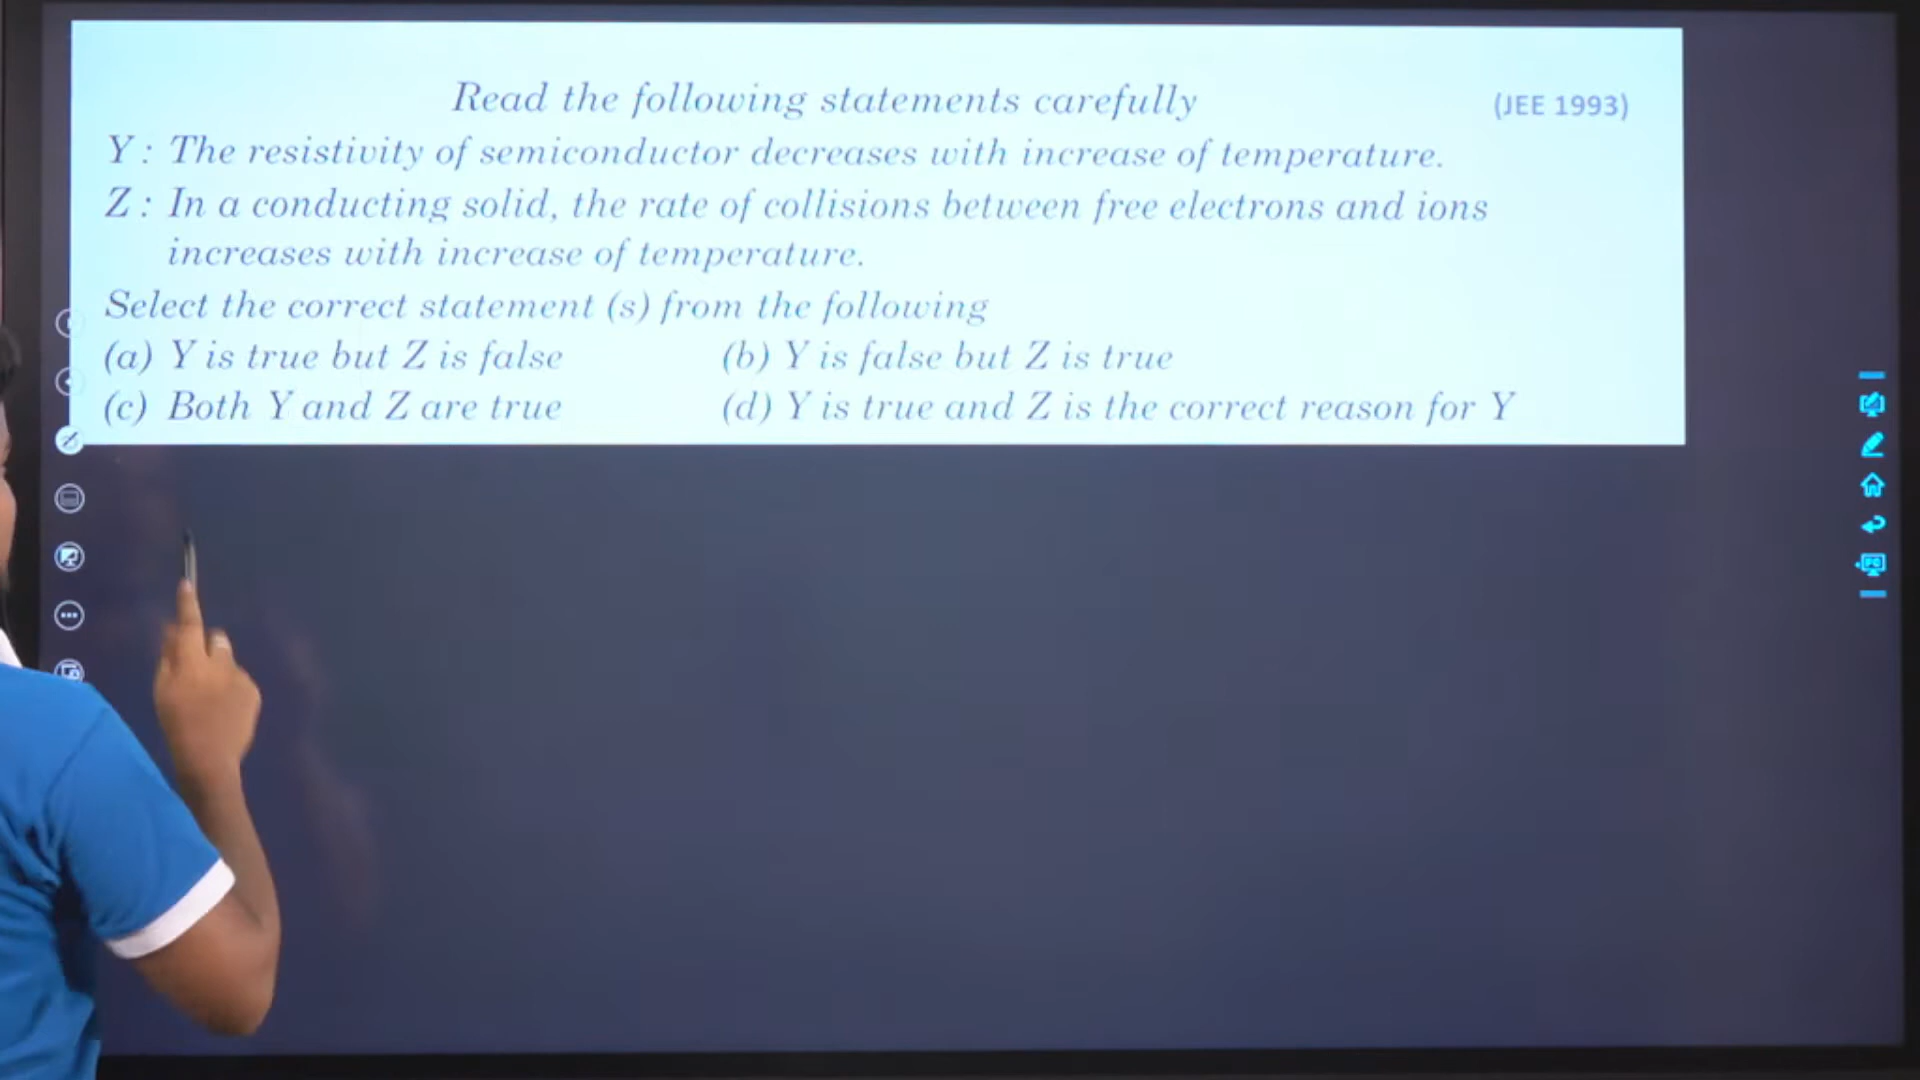 Read the following statements carefully (JEE 1993)
Y : The resistivity of semiconductor decreases with increase of temperature.
Z : In a conducting solid, the rate of collisions between free electrons and ions
increases with increase of temperature.
Select the correct statement (s) from the following
(a) Y is true but Z is false (b) Y is false but Z is true
(c) Both Y and Z are true (d) Y is true and Z is the correct reason for Y
PC